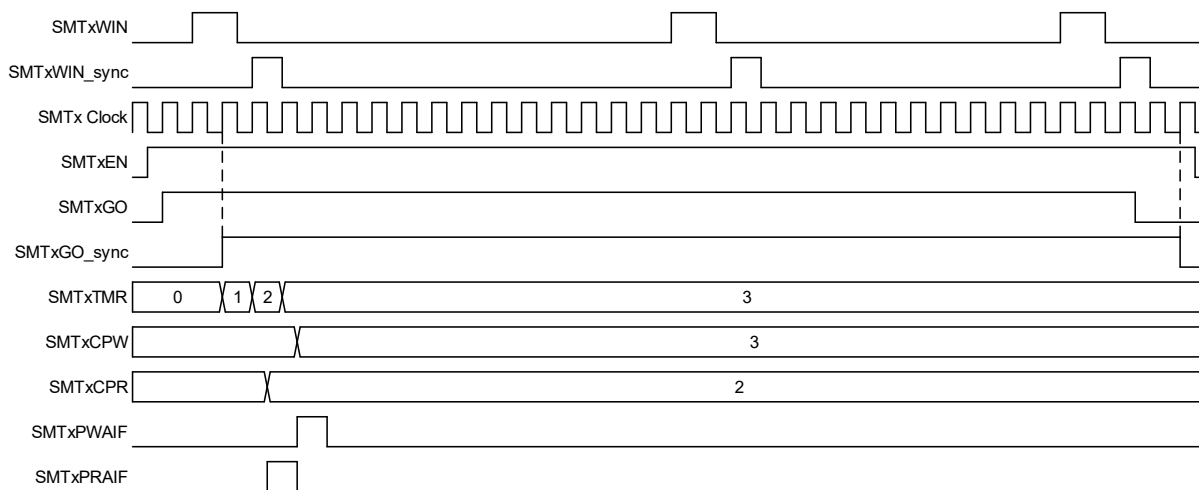 SMTxWIN
SMTxWIN_sync
SMTx Clock
SMTxEN
SMTxGO
SMTxGO_sync
SMTxTMR 0 1 2 3
SMTxCPW 3
SMTxCPR 2
SMTxPWAIF
SMTxPRAIF